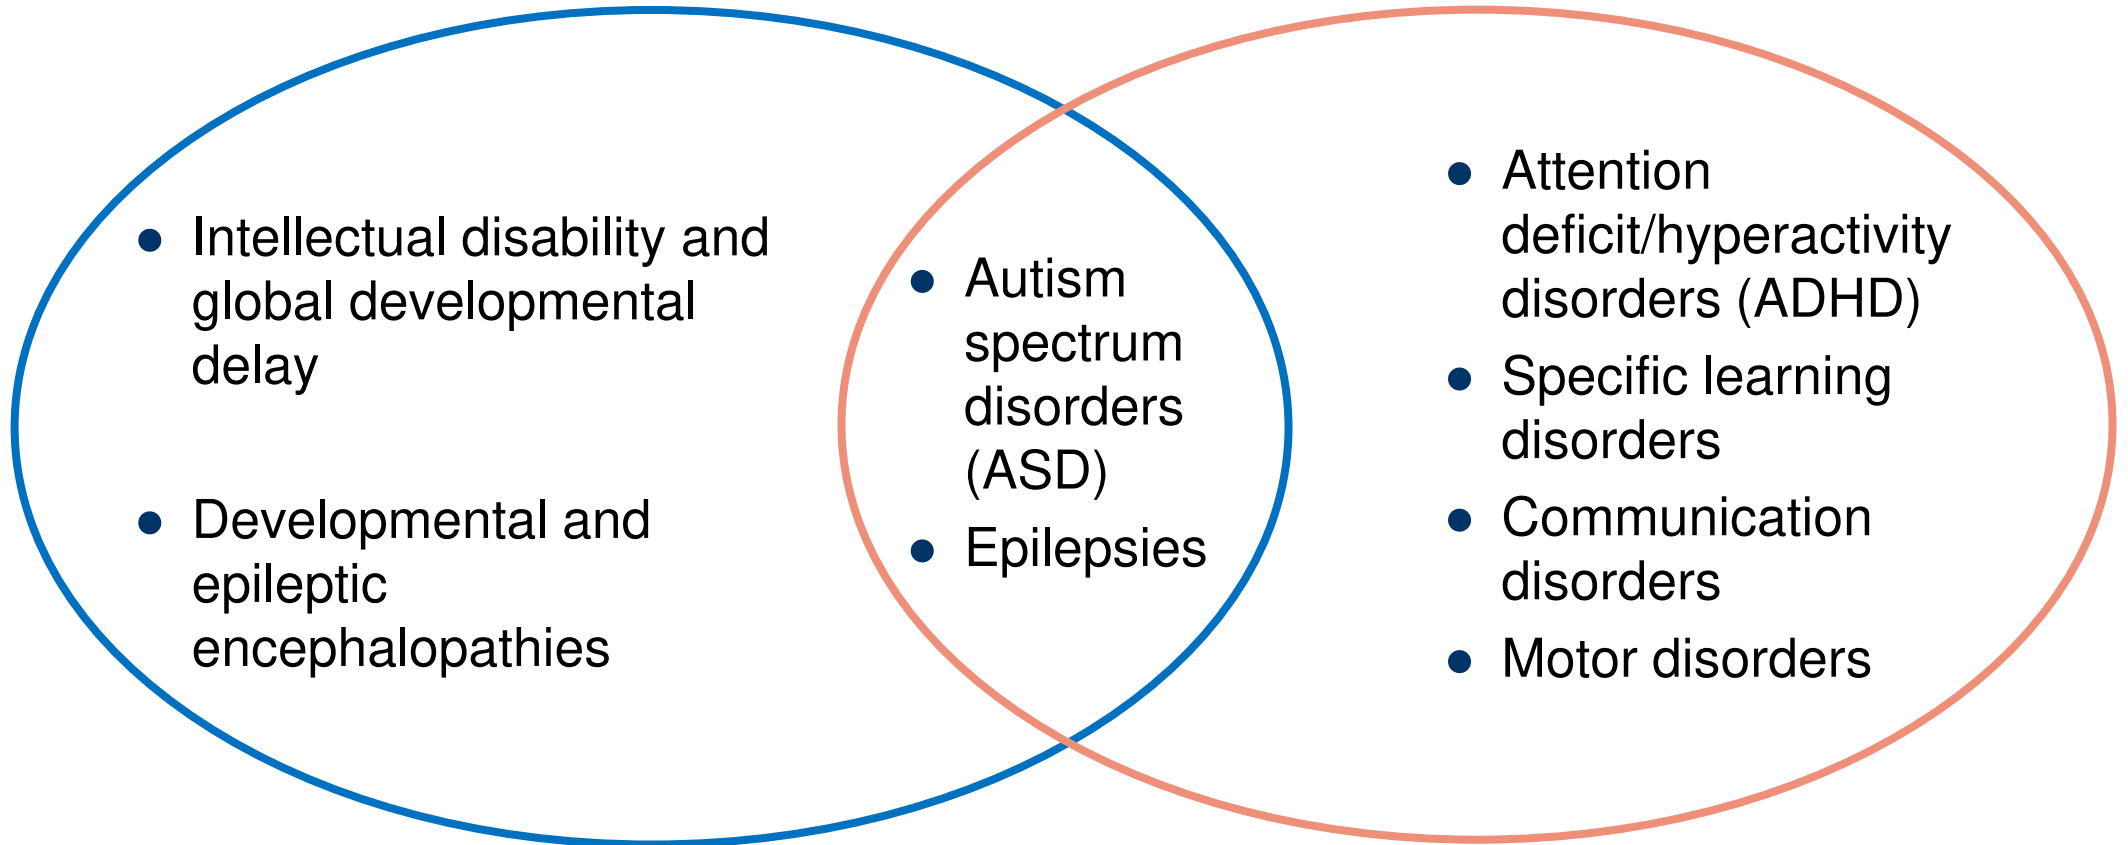 ● Intellectual disability and
global developmental
delay
● Developmental and
epileptic
encephalopathies
● Autism
spectrum
disorders
(ASD)
● Epilepsies
● Attention
deficit/hyperactivity
disorders (ADHD)
● Specific learning
disorders
● Communication
disorders
● Motor disorders